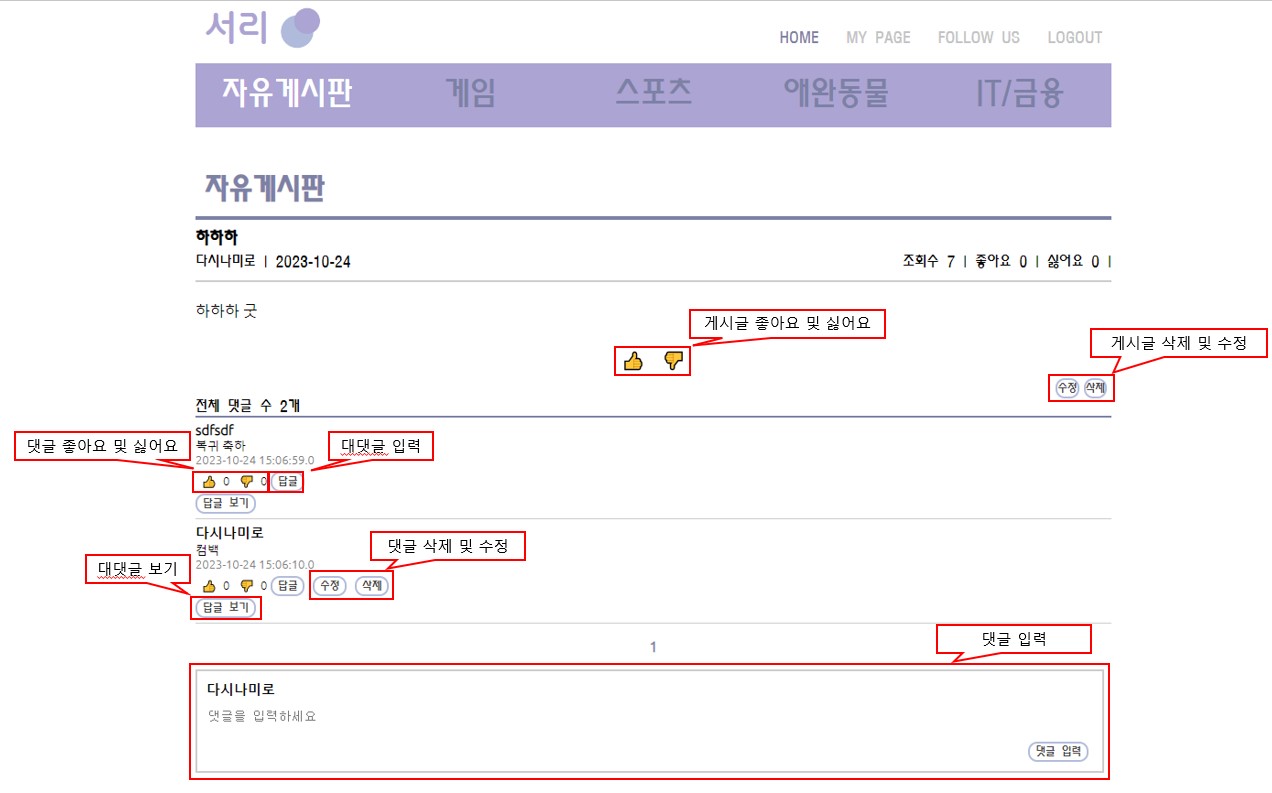 서리
HOME MY PAGE FOLLOW US LOGOUT
자유게시판 게임 스포츠 애완동물 IT/금융
자유게시판
하하하
다시나미로 | 2023-10-24 조회수 7 | 좋아요 0 | 싫어요 0 |
하하하 굿
게시글 좋아요 및 싫어요
게시글 삭제 및 수정
수정 삭제
전체 댓글 수 2개
sdfsdf
댓글 좋아요 및 싫어요
복귀 축하
대댓글 입력
2023-10-24 15:06:59.0
0 0 답글
답글 보기
다시나미로
컴백
댓글 삭제 및 수정
2023-10-24 15:06:10.0
대댓글 보기
0 0 답글 수정 삭제
답글 보기
1
댓글 입력
다시나미로
댓글을 입력하세요
댓글 입력